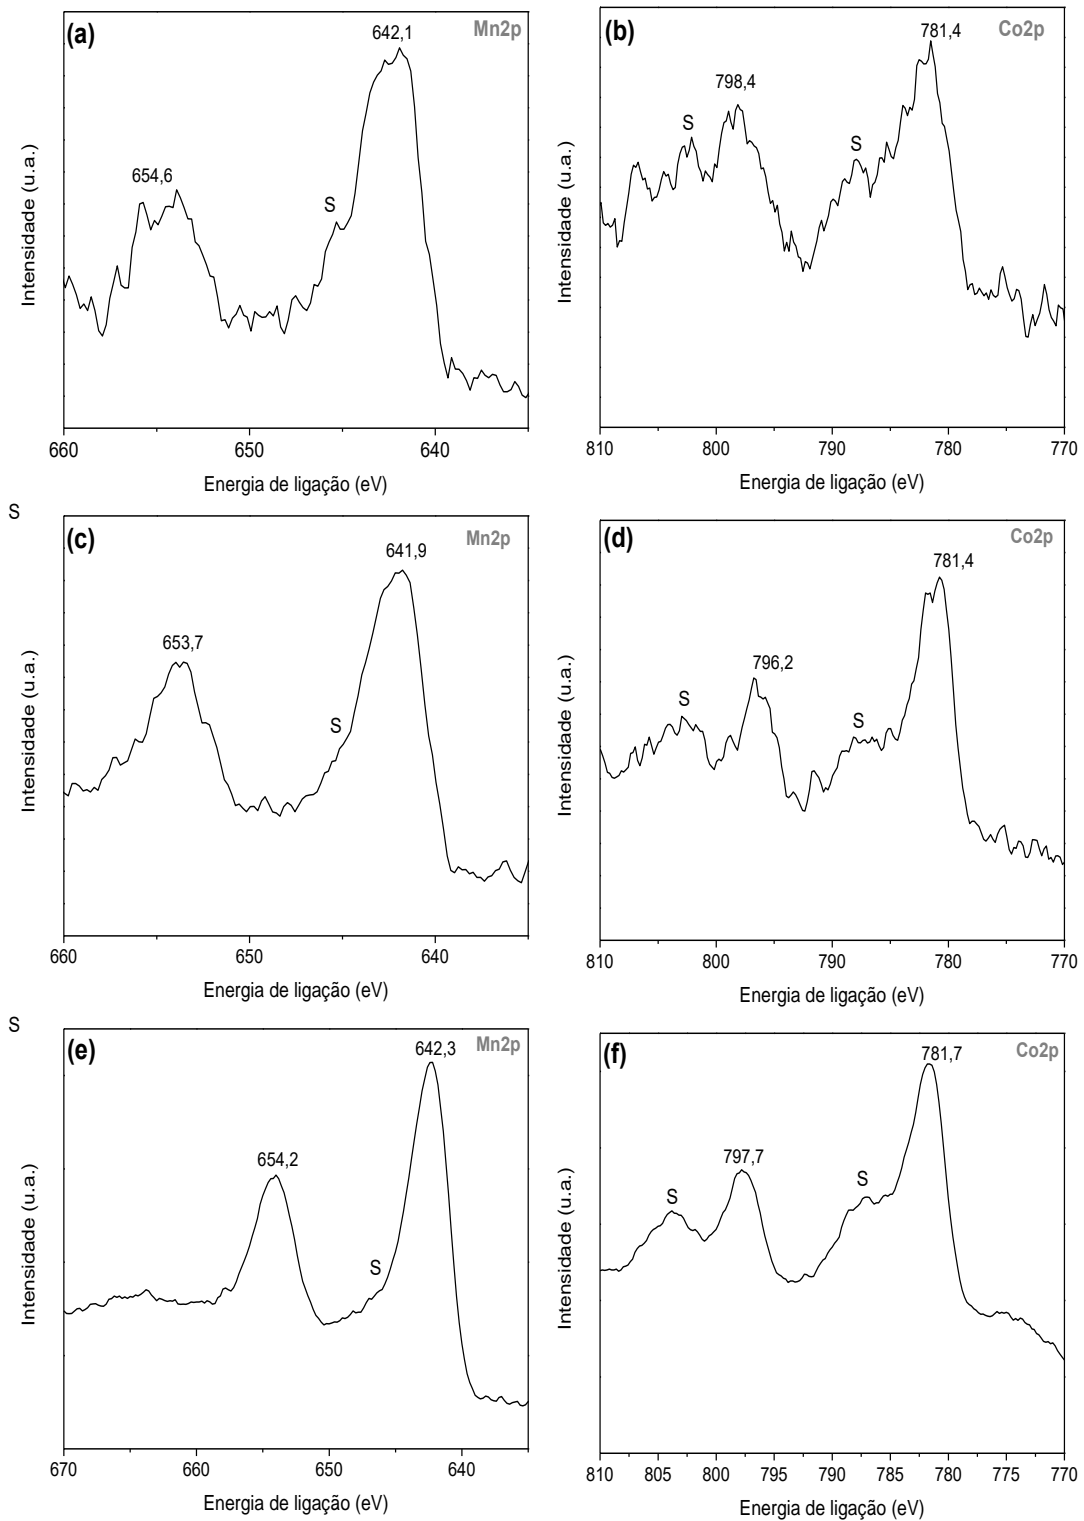 (a)
Mn2p
642,1
654,6
S
Intensidade (u.a.)
660
650
640
Energia de ligação (eV)
(b)
Co2p
781,4
798,4
S
S
Intensidade (u.a.)
810
800
790
780
770
Energia de ligação (eV)
S
(c)
Mn2p
641,9
653,7
S
Intensidade (u.a.)
660
650
640
Energia de ligação (eV)
(d)
Co2p
781,4
796,2
S
S
Intensidade (u.a.)
810
800
790
780
770
Energia de ligação (eV)
S
(e)
Mn2p
642,3
654,2
S
Intensidade (u.a.)
670
660
650
640
Energia de ligação (eV)
(f)
Co2p
781,7
797,7
S
S
Intensidade (u.a.)
810
805
800
795
790
785
780
775
770
Energia de ligação (eV)